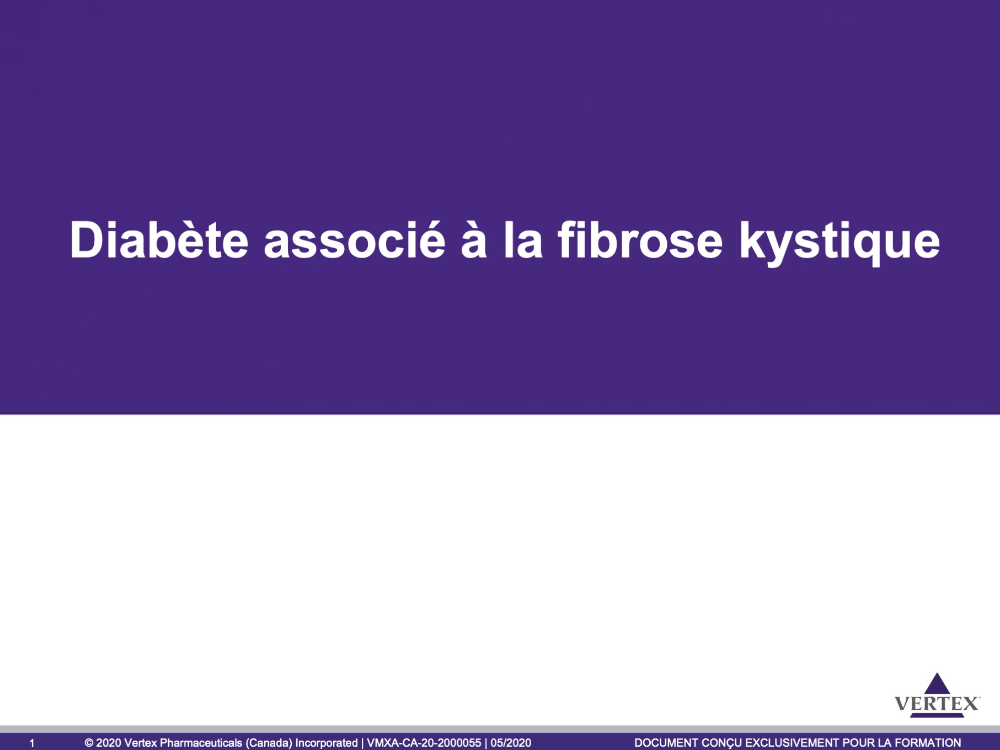 Diabète associé à la fibrose kystique
VERTEX
1 © 2020 Vertex Pharmaceuticals (Canada) Incorporated | VMXA-CA-20-2000055 | 05/2020 DOCUMENT CONÇU EXCLUSIVEMENT POUR LA FORMATION